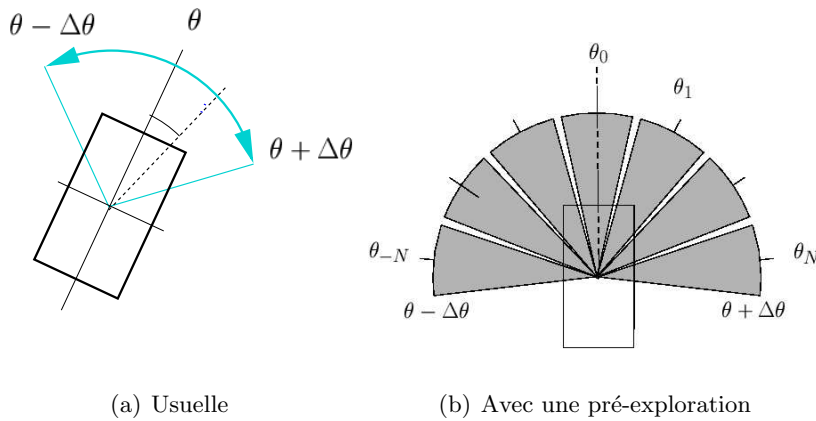 θ − Δθ
θ
θ + Δθ
(a) Usuelle
θ₀
θ₁
θ₋N
θN
θ − Δθ
θ + Δθ
(b) Avec une pré-exploration